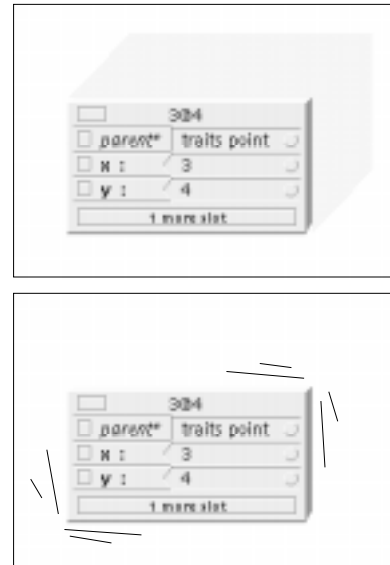 3@4
parent* traits point
x : 3
y : 4
1 more slot
3@4
parent* traits point
x : 3
y : 4
1 more slot